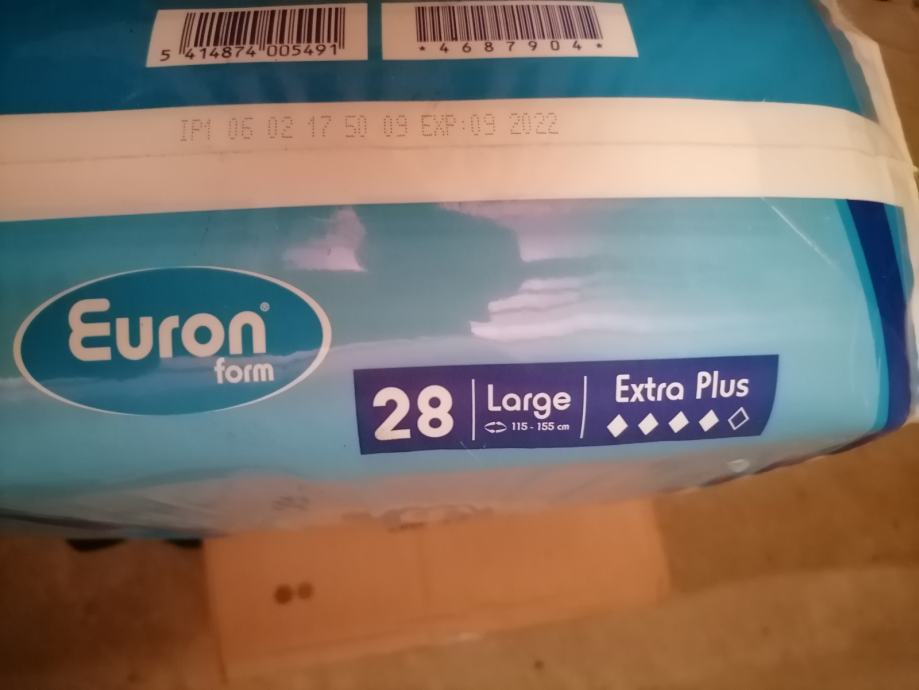 5 414874 005491
* 4 6 8 7 9 0 4 *
IP1 06 02 17 50 09 EXP:09 2022
Euron®
form
28
Large
115 - 155 cm
Extra Plus